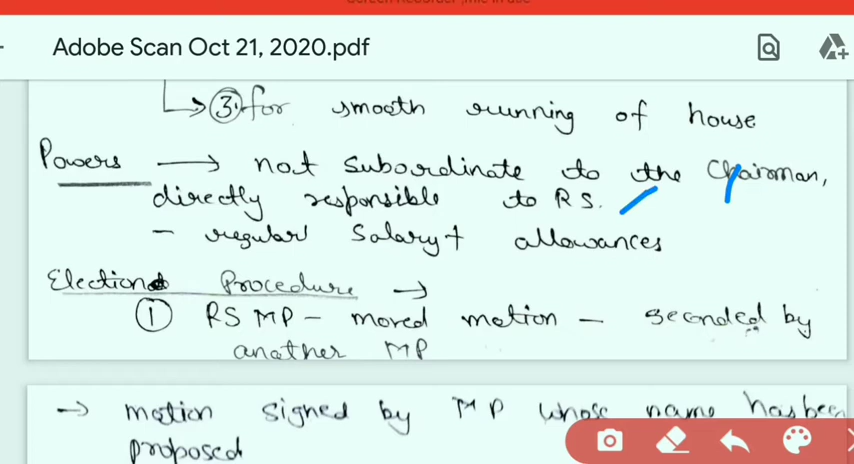 Adobe Scan Oct 21, 2020.pdf
↳ ③ for smooth running of house
Powers → not subordinate to the Chairman,
directly responsible to RS.
- regular salary + allowances
Election Procedure →
① RS MP - moved motion - seconded by
another MP
→ motion signed by MP whose name has been
proposed